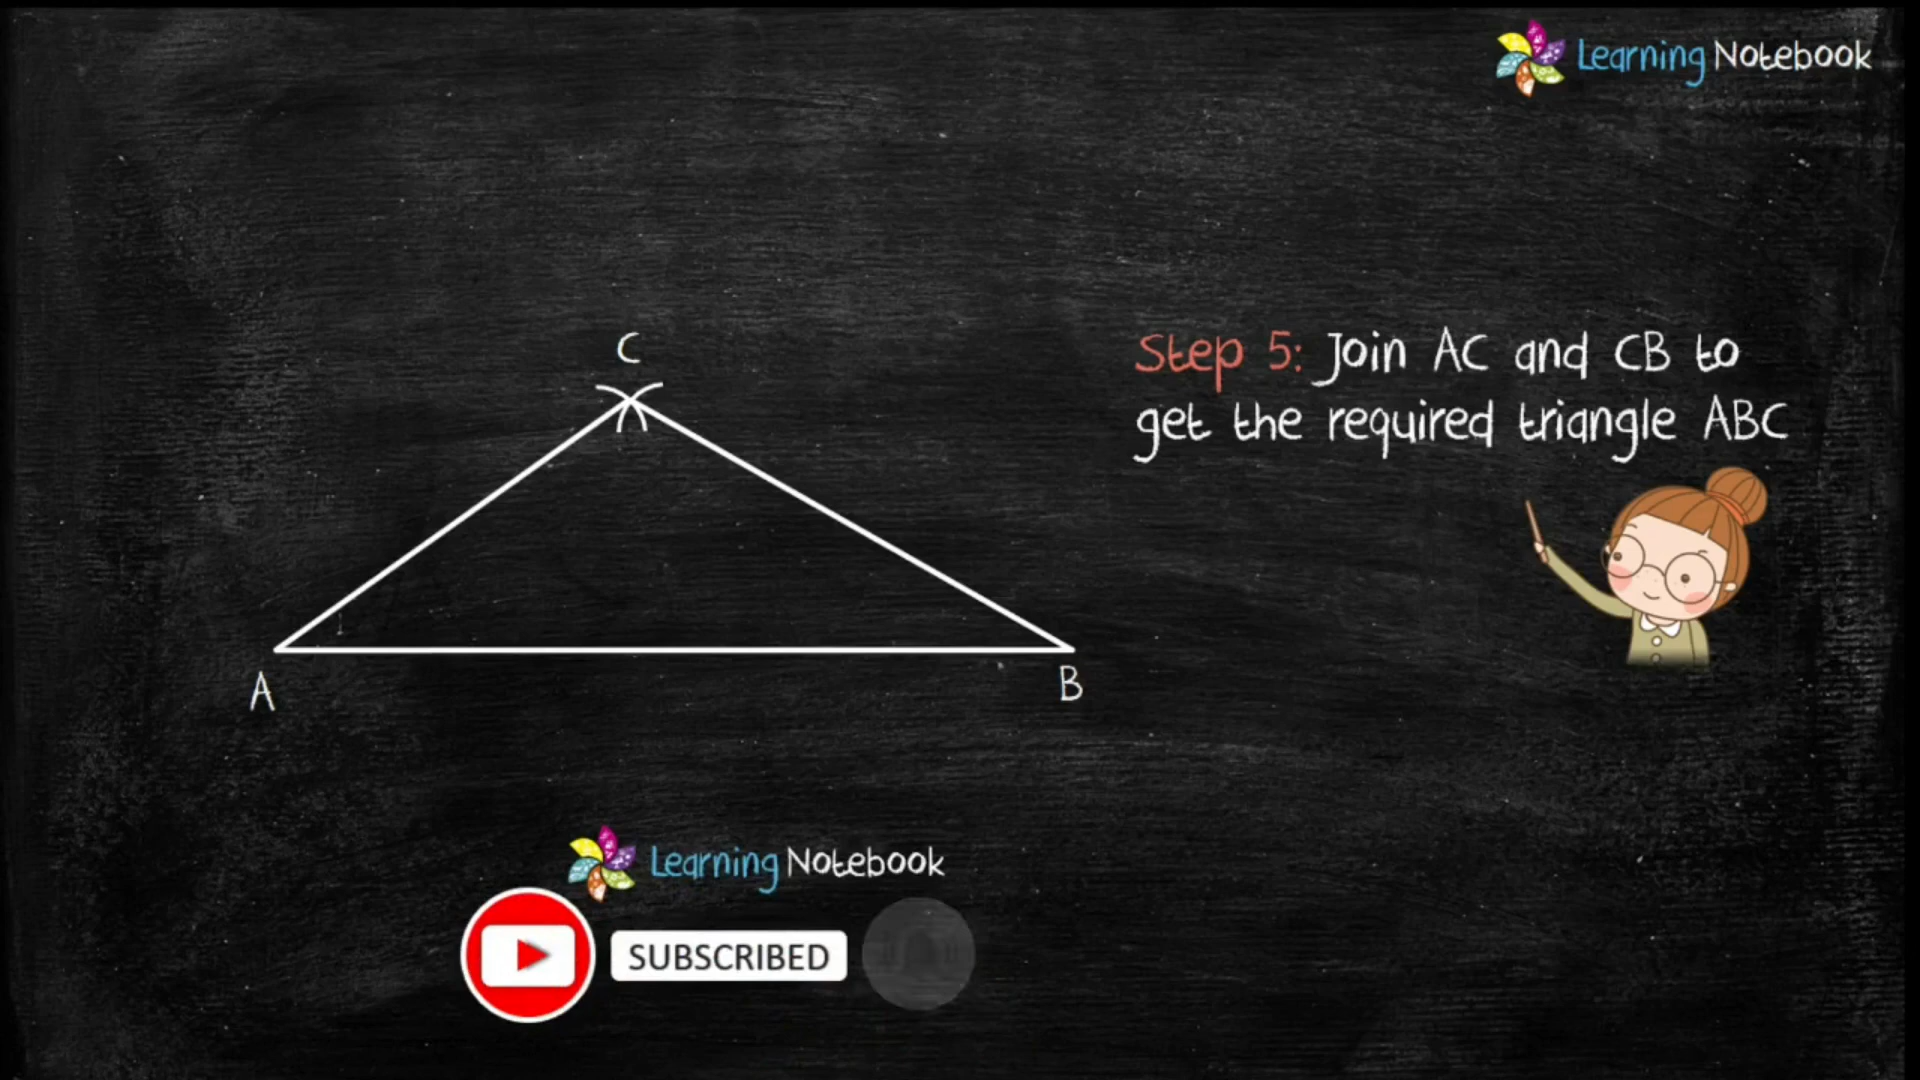 Learning Notebook
C
Step 5: Join AC and CB to
get the required triangle ABC
A
B
Learning Notebook
SUBSCRIBED